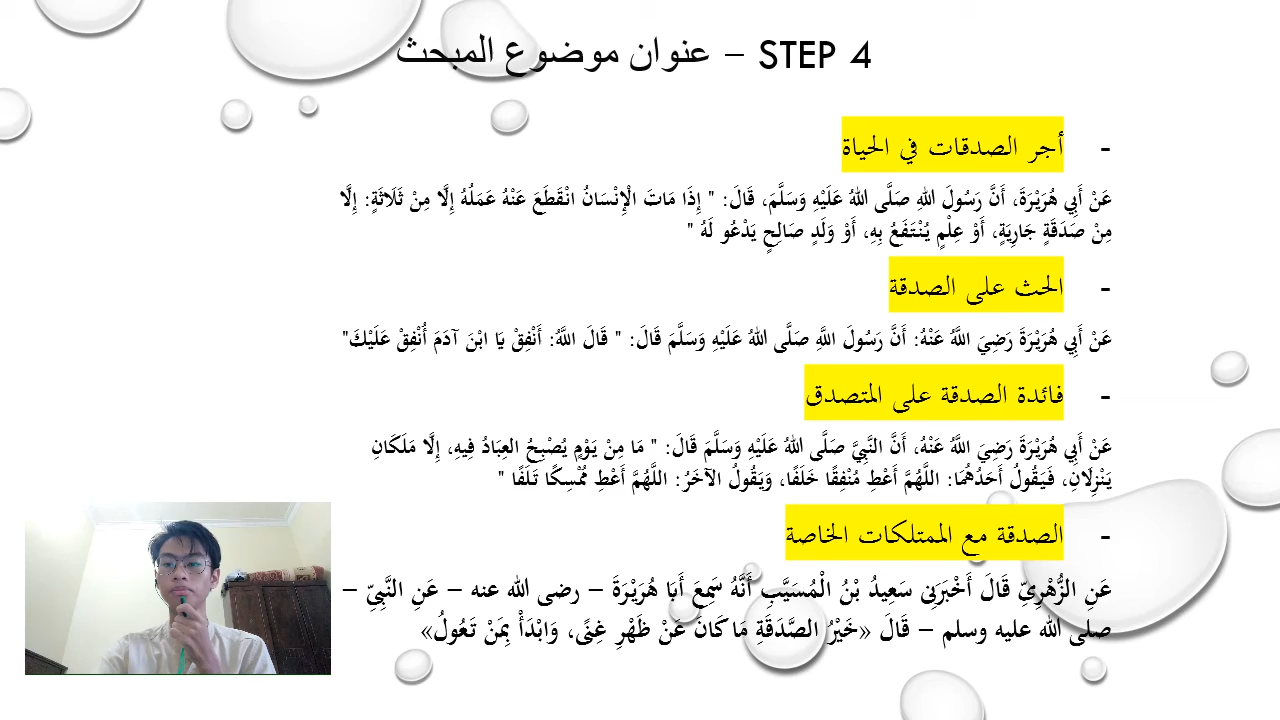 STEP 4 – عنوان موضوع المبحث
- أجر الصدقات في الحياة
عَنْ أَبِي هُرَيْرَةَ، أَنَّ رَسُولَ اللهِ صَلَّى اللهُ عَلَيْهِ وَسَلَّمَ، قَالَ: " إِذَا مَاتَ الْإِنْسَانُ انْقَطَعَ عَنْهُ عَمَلُهُ إِلَّا مِنْ ثَلَاثَةٍ: إِلَّا
مِنْ صَدَقَةٍ جَارِيَةٍ، أَوْ عِلْمٍ يُنْتَفَعُ بِهِ، أَوْ وَلَدٍ صَالِحٍ يَدْعُو لَهُ "
- الحث على الصدقة
عَنْ أَبِي هُرَيْرَةَ رَضِيَ اللَّهُ عَنْهُ: أَنَّ رَسُولَ اللَّهِ صَلَّى اللهُ عَلَيْهِ وَسَلَّمَ قَالَ: " قَالَ اللَّهُ: أَنْفِقْ يَا ابْنَ آدَمَ أُنْفِقْ عَلَيْكَ"
- فائدة الصدقة على المتصدق
عَنْ أَبِي هُرَيْرَةَ رَضِيَ اللَّهُ عَنْهُ، أَنَّ النَّبِيَّ صَلَّى اللهُ عَلَيْهِ وَسَلَّمَ قَالَ: " مَا مِنْ يَوْمٍ يُصْبِحُ العِبَادُ فِيهِ، إِلَّا مَلَكَانِ
يَنْزِلَانِ، فَيَقُولُ أَحَدُهُمَا: اللَّهُمَّ أَعْطِ مُنْفِقًا خَلَفًا، وَيَقُولُ الآخَرُ: اللَّهُمَّ أَعْطِ مُمْسِكًا تَلَفًا "
- الصدقة مع الممتلكات الخاصة
عَنِ الزُّهْرِىِّ قَالَ أَخْبَرَنِى سَعِيدُ بْنُ الْمُسَيَّبِ أَنَّهُ سَمِعَ أَبَا هُرَيْرَةَ – رضى الله عنه – عَنِ النَّبِىِّ –
صلى الله عليه وسلم – قَالَ «خَيْرُ الصَّدَقَةِ مَا كَانَ عَنْ ظَهْرِ غِنًى، وَابْدَأْ بِمَنْ تَعُولُ»